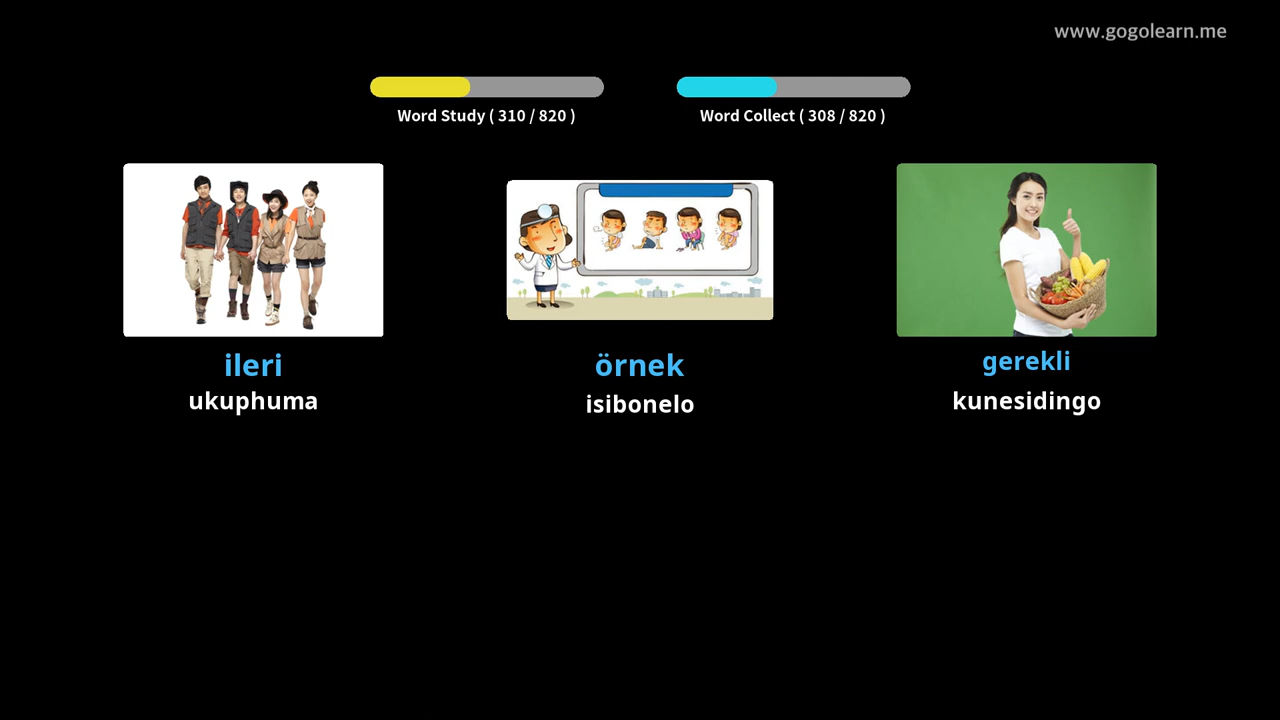 www.gogolearn.me
Word Study ( 310 / 820 )
Word Collect ( 308 / 820 )
ileri
ukuphuma
örnek
isibonelo
gerekli
kunesidingo